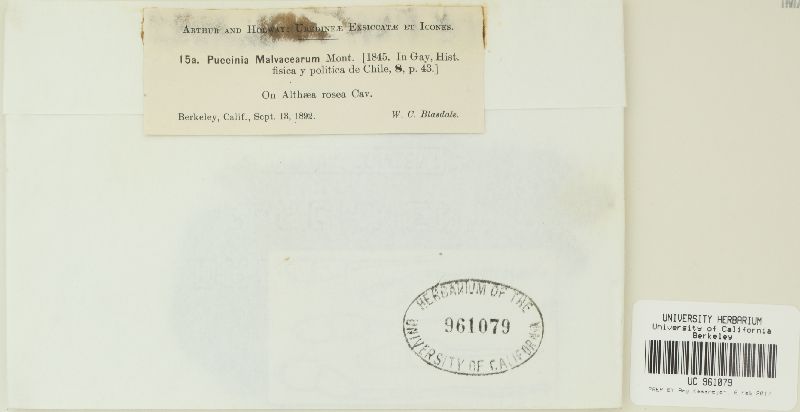 Arthur and Holway: Uredineæ Exsiccatæ et Icones.
15a. Puccinia Malvacearum Mont. [1845. In Gay, Hist.
fisica y politica de Chile, 8, p. 43.]
On Althæa rosea Cav.
Berkeley, Calif., Sept. 13, 1892. W. C. Blasdale.
HERBARIUM OF THE
961079
UNIVERSITY OF CALIFORNIA
UNIVERSITY HERBARIUM
University of California
Berkeley
UC 961079